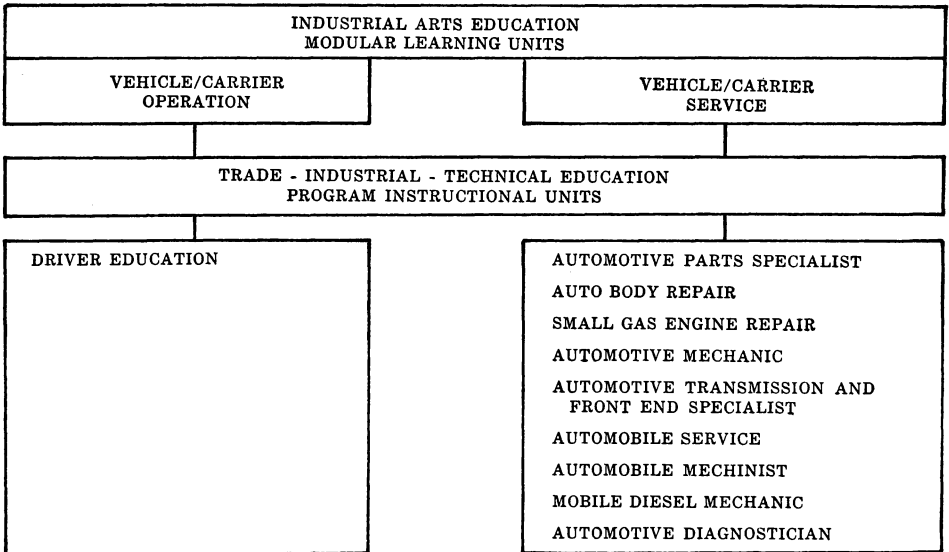 INDUSTRIAL ARTS EDUCATION
MODULAR LEARNING UNITS
VEHICLE/CARRIER
OPERATION
VEHICLE/CARRIER
SERVICE
TRADE - INDUSTRIAL - TECHNICAL EDUCATION
PROGRAM INSTRUCTIONAL UNITS
DRIVER EDUCATION
AUTOMOTIVE PARTS SPECIALIST
AUTO BODY REPAIR
SMALL GAS ENGINE REPAIR
AUTOMOTIVE MECHANIC
AUTOMOTIVE TRANSMISSION AND
FRONT END SPECIALIST
AUTOMOBILE SERVICE
AUTOMOBILE MECHINIST
MOBILE DIESEL MECHANIC
AUTOMOTIVE DIAGNOSTICIAN